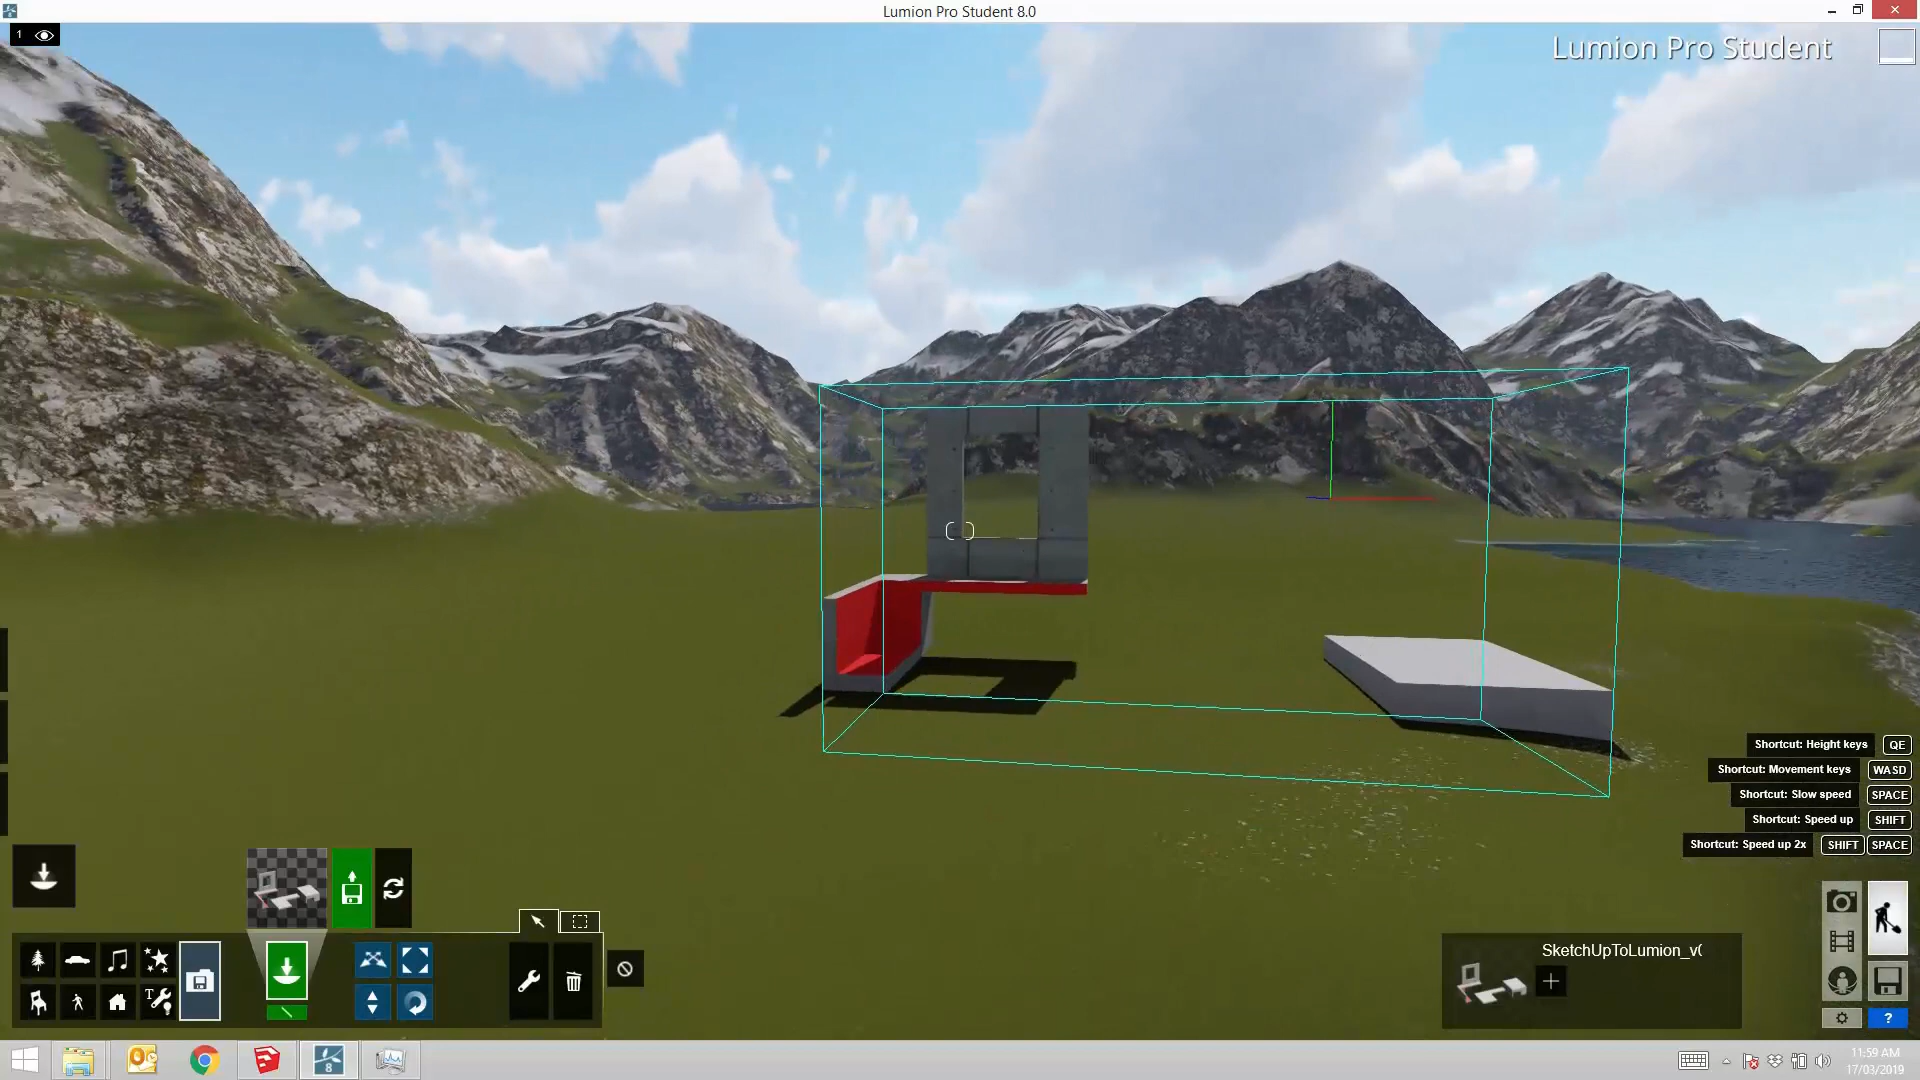 Lumion Pro Student 8.0
1
Lumion Pro Student
Shortcut: Height keys QE
Shortcut: Movement keys WASD
Shortcut: Slow speed SPACE
Shortcut: Speed up SHIFT
Shortcut: Speed up 2x SHIFT SPACE
SketchUpToLumion_v(
T
?
8
11:59 AM
17/03/2019